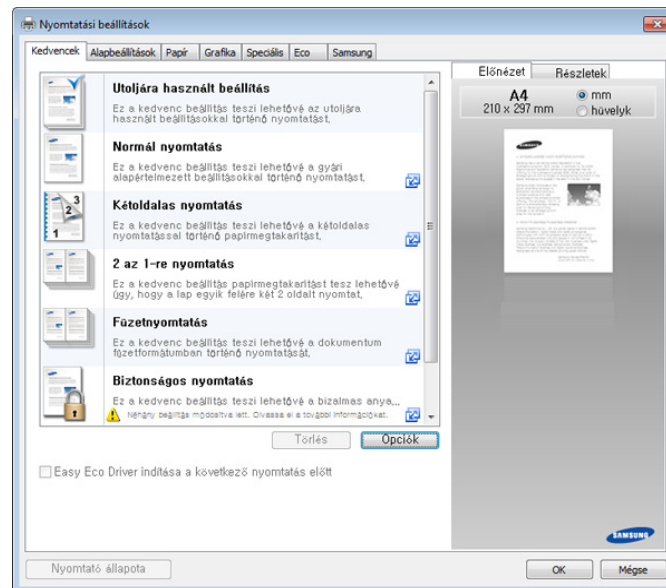 Nyomtatási beállítások
Kedvencek Alapbeállítások Papír Grafika Speciális Eco Samsung
Utoljára használt beállítás
Ez a kedvenc beállítás teszi lehetővé az utoljára
használt beállításokkal történő nyomtatást.
Normál nyomtatás
Ez a kedvenc beállítás teszi lehetővé a gyári
alapértelmezett beállításokkal történő nyomtatást.
Kétoldalas nyomtatás
Ez a kedvenc beállítás teszi lehetővé a kétoldalas
nyomtatással történő papírmegtakarítást.
2 az 1-re nyomtatás
Ez a kedvenc beállítás papírmegtakarítást tesz lehetővé
úgy, hogy a lap egyik felére két 2 oldalt nyomtat.
Füzetnyomtatás
Ez a kedvenc beállítás teszi lehetővé a dokumentum
füzetformátumban történő nyomtatását.
Biztonságos nyomtatás
Ez a kedvenc beállítás teszi lehetővé a bizalmas anya...
Néhány beállítás módosítva lett. Olvassa el a további információkat.
Törlés Opciók
Easy Eco Driver indítása a következő nyomtatás előtt
Előnézet Részletek
A4
210 x 297 mm
mm
hüvelyk
SAMSUNG
Nyomtató állapota
OK Mégse